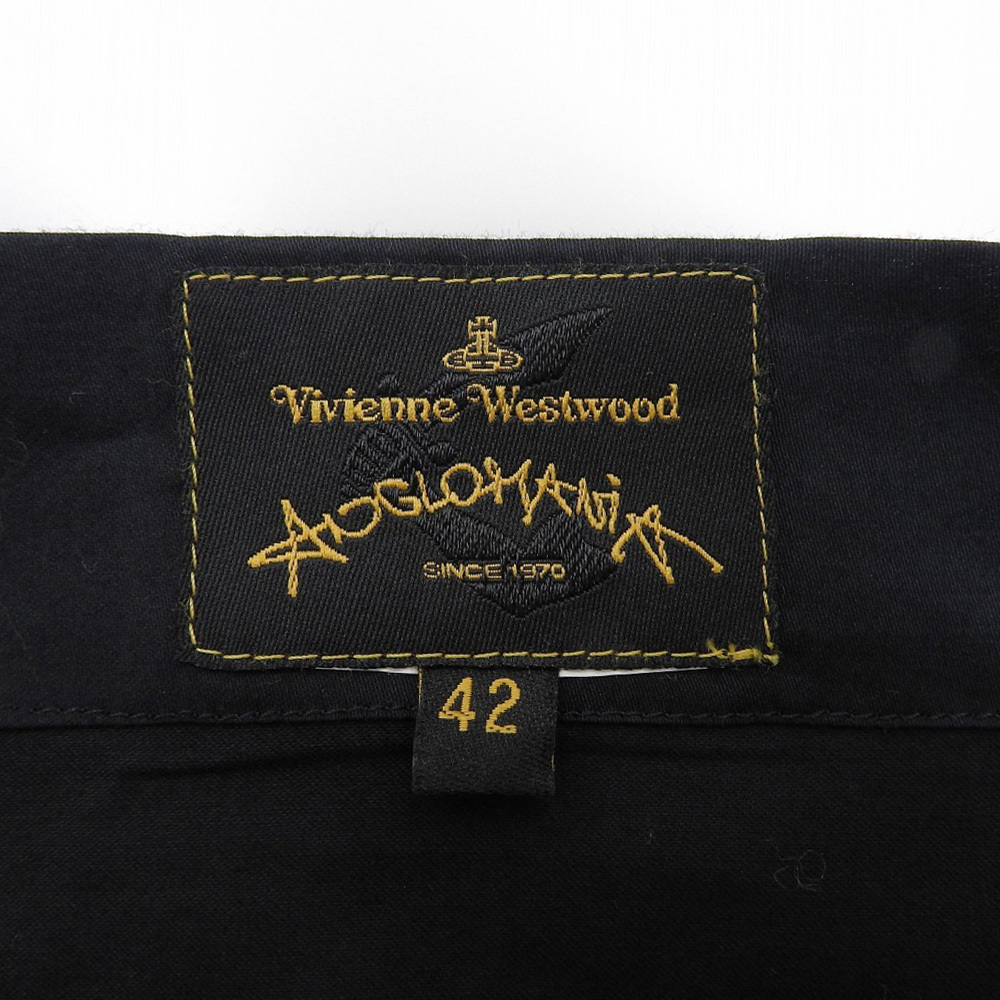 Vivienne Westwood
ANGLOMANIA
SINCE 1970
42